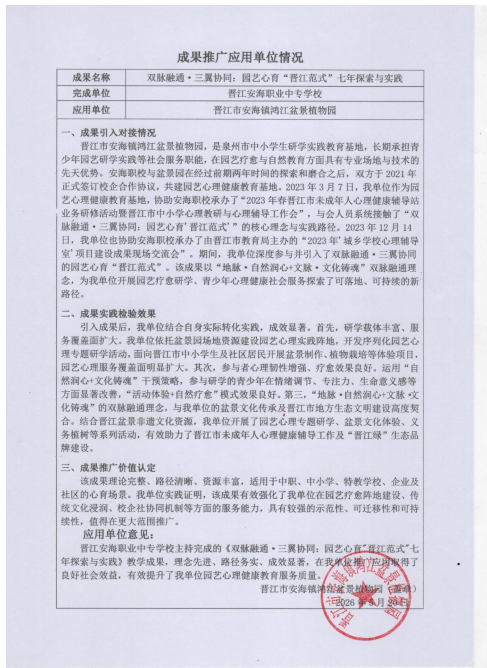 成果推广应用单位情况
成果名称 双脉融通·三翼协同：园艺心育“晋江范式”七年探索与实践
完成单位 晋江安海职业中专学校
应用单位 晋江市安海镇鸿江盆景植物园
一、成果引入对接情况
晋江市安海镇鸿江盆景植物园，是泉州市中小学生研学实践教育基地，长期承担青
少年园艺研学实践等社会服务职能，在园艺疗愈与自然教育方面具有专业场地与技术的
先天优势。安海职校与盆景园在经过前期两年时间的探索和磨合之后，双方于 2021 年
正式签订校企合作协议，共建园艺心理健康教育基地，2023 年 3 月 7 日，我单位作为园
艺心理健康教育基地，协助安海职校承办了“2023 年春晋江市未成年人心理健康辅导站
业务研修活动暨晋江市中小学心理教研与心理辅导工作会”，与会人员系统接触了“双
脉融通·三翼协同：园艺心育'晋江范式'”的核心理念与实践路径。2023 年 12 月 14
日，我单位也协助安海职校承办了由晋江市教育局主办的“2023 年'城乡学校心理辅导
室'项目建设成果现场交流会”。期间，我单位深度参与并引入了双脉融通·三翼协同
的园艺心育“晋江范式”。该成果以“地脉·自然润心+文脉·文化铸魂”双脉融通理
念，为我单位开展园艺疗愈研学、青少年心理健康社会服务探索了可落地、可持续的新
路径。
二、成果实践检验效果
引入成果后，我单位结合自身实际转化实践，成效显著。首先，研学载体丰富、服
务覆盖面扩大。我单位依托盆景园场地资源建设园艺心理实践阵地，开发序列化园艺心
理专题研学活动，面向晋江市中小学生及社区居民开展盆景制作、植物栽培等体验项目，
园艺心理服务覆盖面明显扩大。其次，参与者心理韧性增强、疗愈效果良好。运用“自
然润心+文化铸魂”干预策略，参与研学的青少年在情绪调节、专注力、生命意义感等
方面显著改善，“活动体验+自然疗愈”模式效果良好。第三，“地脉·自然润心+文脉·文
化铸魂”的双脉融通理念，与我单位的盆景文化传承及晋江市地方生态文明建设高度契
合。结合晋江盆景非遗文化资源，我单位开展了园艺心理专题研学、盆景文化体验、义
务植树等系列活动，有效助力了晋江市未成年人心理健康辅导工作及“晋江绿”生态品
牌建设。
三、成果推广价值认定
该成果理论完整、路径清晰、资源丰富，适用于中职、中小学、特教学校、企业及
社区的心育场景。我单位实践证明，该成果有效强化了我单位在园艺疗愈阵地建设、传
统文化浸润、校企社协同机制等方面的服务能力，具有较强的示范性、可迁移性和可持
续性，值得在更大范围推广。
应用单位意见：
晋江安海职业中专学校主持完成的《双脉融通·三翼协同：园艺心育"晋江范式"七
年探索与实践》教学成果，理念先进、路径务实、成效显著，在我单位推广应用取得了
良好社会效益，有效提升了我单位园艺心理健康教育服务质量。
晋江市安海镇鸿江盆景植物园（盖章）
2026 年 3 月 20 日
晋江市安海镇鸿江盆景植物园